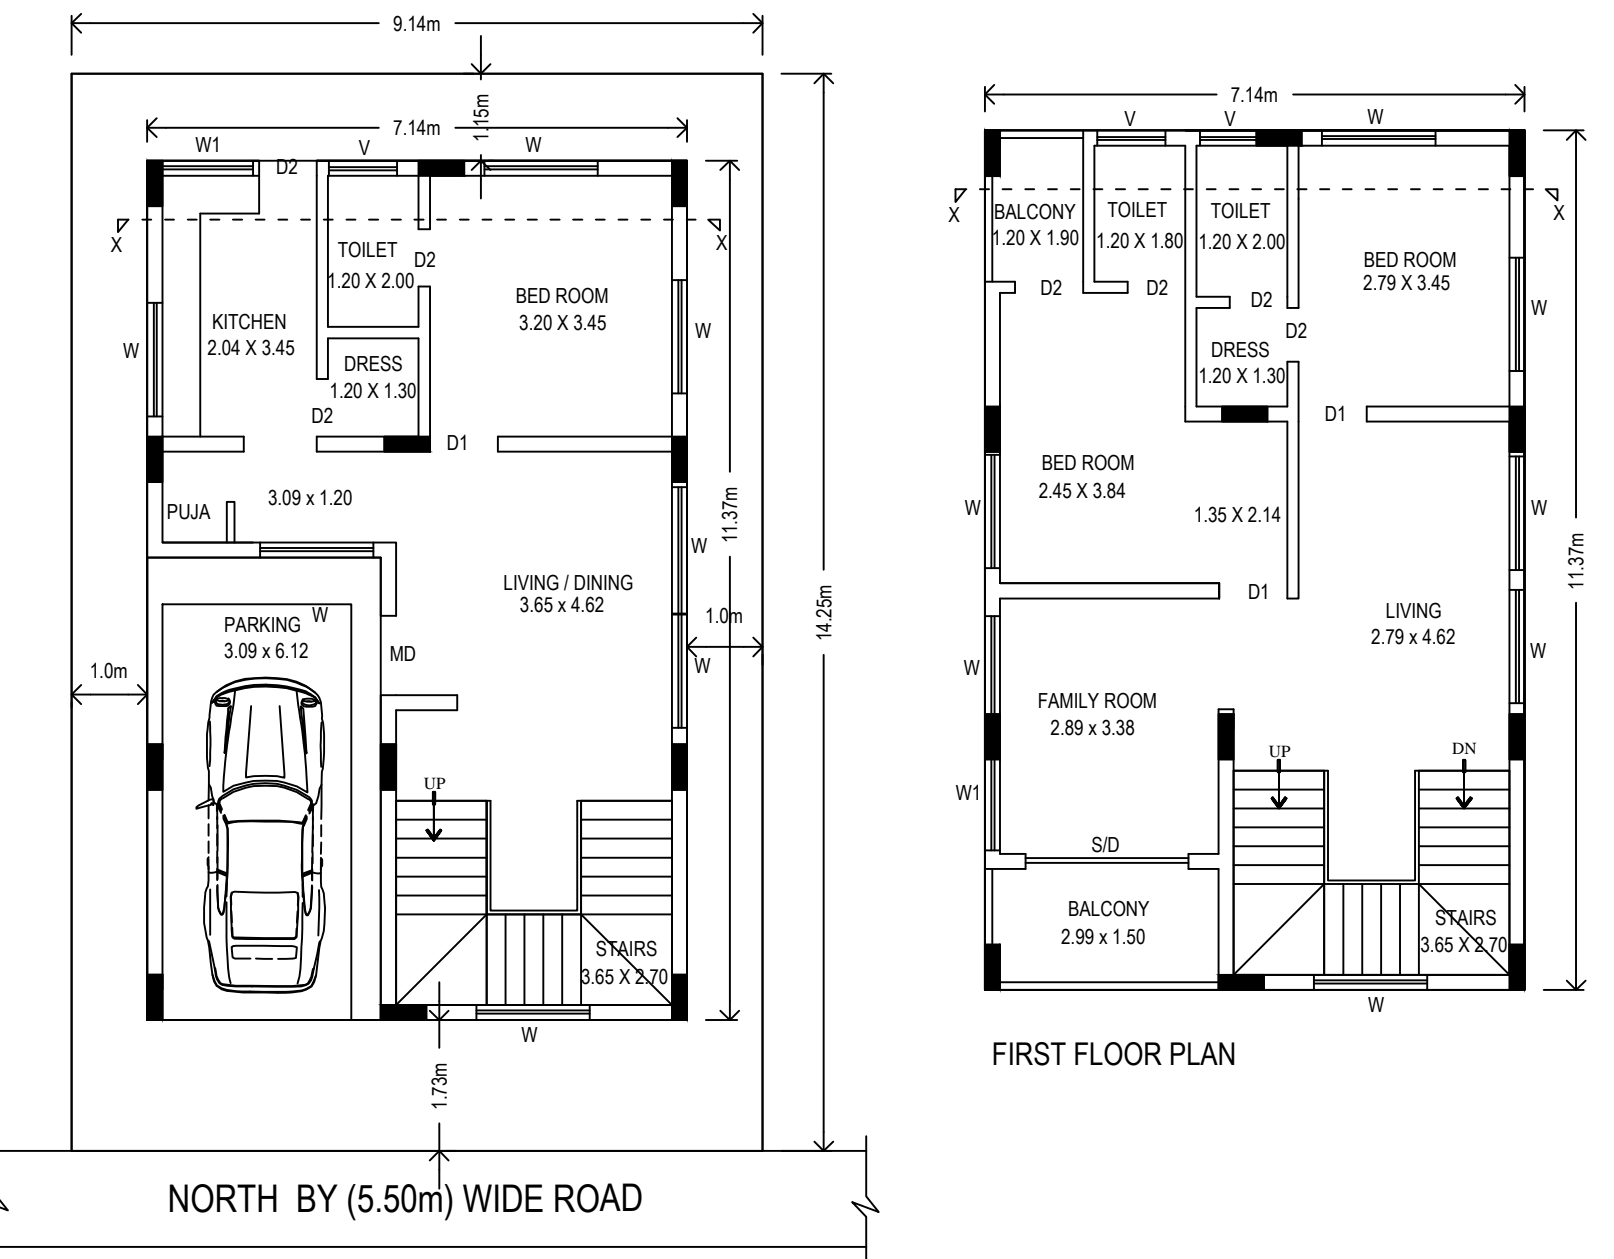 9.14m
1.15m
7.14m
W1
D2
V
W
X
X
TOILET
1.20 X 2.00
D2
BED ROOM
3.20 X 3.45
KITCHEN
2.04 X 3.45
W
W
DRESS
1.20 X 1.30
D2
D1
3.09 x 1.20
PUJA
11.37m
W
LIVING / DINING
3.65 x 4.62
14.25m
1.0m
W
PARKING
3.09 x 6.12
MD
W
1.0m
UP
STAIRS
3.65 X 2.70
W
1.73m
NORTH BY (5.50m) WIDE ROAD
7.14m
V
V
W
X
X
BALCONY
1.20 X 1.90
TOILET
1.20 X 1.80
TOILET
1.20 X 2.00
BED ROOM
2.79 X 3.45
D2
D2
D2
W
D2
DRESS
1.20 X 1.30
D1
BED ROOM
2.45 X 3.84
W
1.35 X 2.14
W
11.37m
D1
LIVING
2.79 x 4.62
W
W
FAMILY ROOM
2.89 x 3.38
UP
DN
W1
S/D
BALCONY
2.99 x 1.50
STAIRS
3.65 X 2.70
W
FIRST FLOOR PLAN